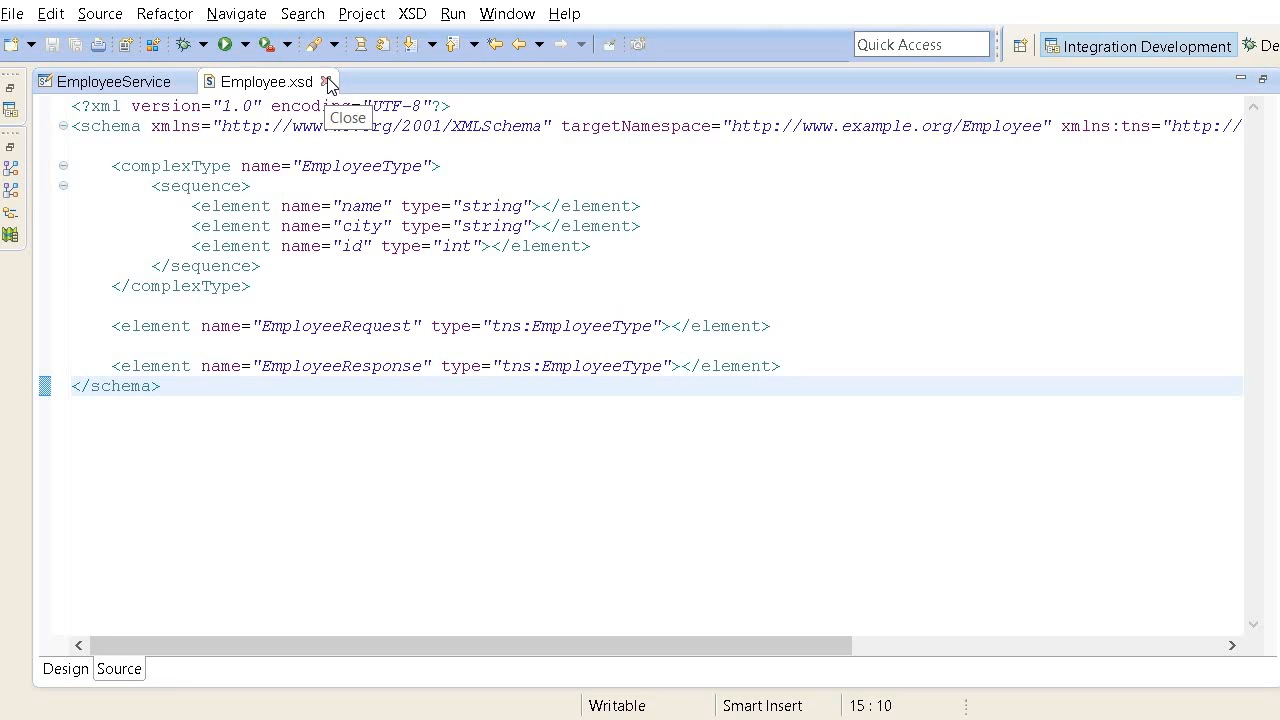 File Edit Source Refactor Navigate Search Project XSD Run Window Help
Quick Access
Integration Development
De
EmployeeService
Employee.xsd
Close
<?xml version="1.0" encoding="UTF-8"?>
<schema xmlns="http://www. .org/2001/XMLSchema" targetNamespace="http://www.example.org/Employee" xmlns:tns="http://
<complexType name="EmployeeType">
<sequence>
<element name="name" type="string"></element>
<element name="city" type="string"></element>
<element name="id" type="int"></element>
</sequence>
</complexType>
<element name="EmployeeRequest" type="tns:EmployeeType"></element>
<element name="EmployeeResponse" type="tns:EmployeeType"></element>
</schema>
Design Source
Writable Smart Insert 15 : 10